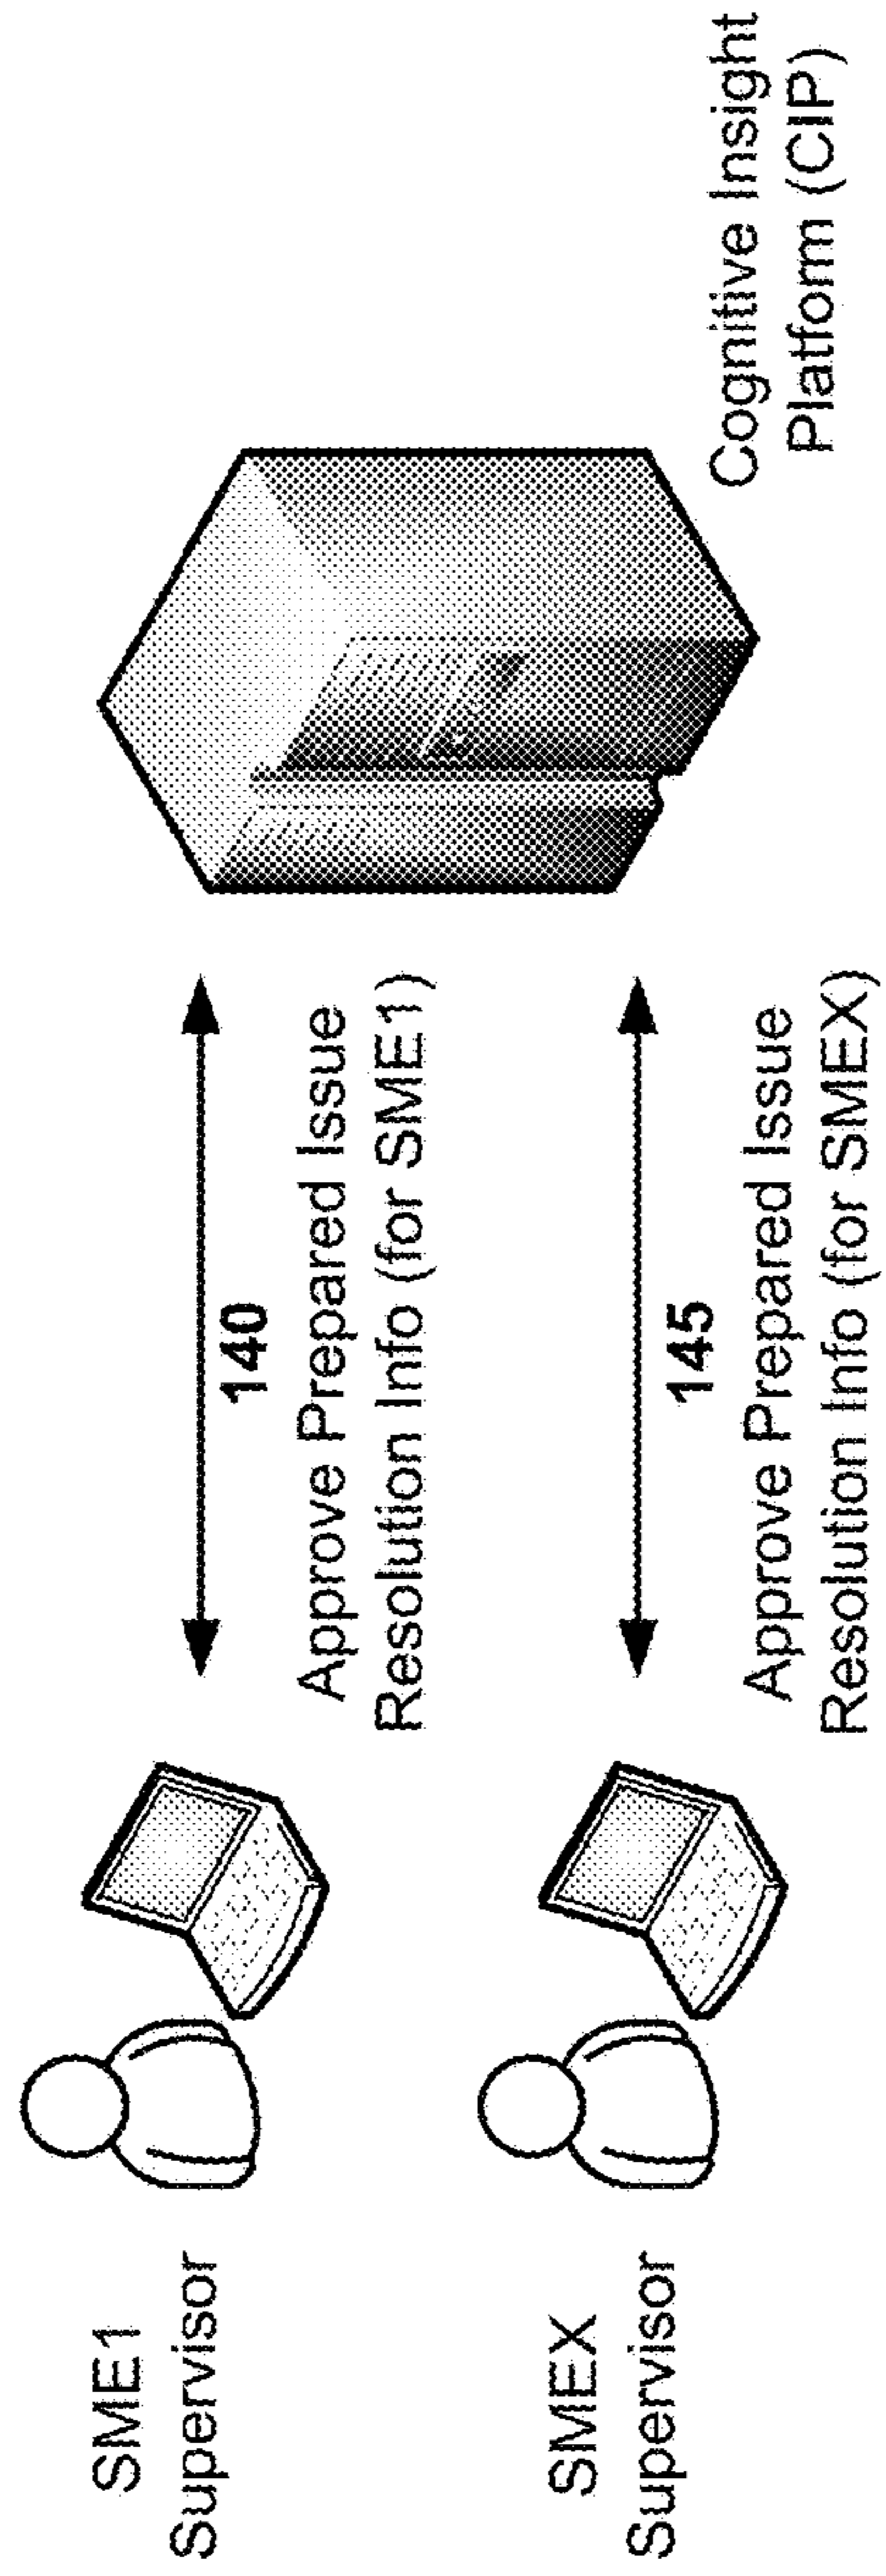 SME1
Supervisor
140
Approve Prepared Issue
Resolution Info (for SME1)
SMEX
Supervisor
145
Approve Prepared Issue
Resolution Info (for SMEX)
Cognitive Insight
Platform (CIP)